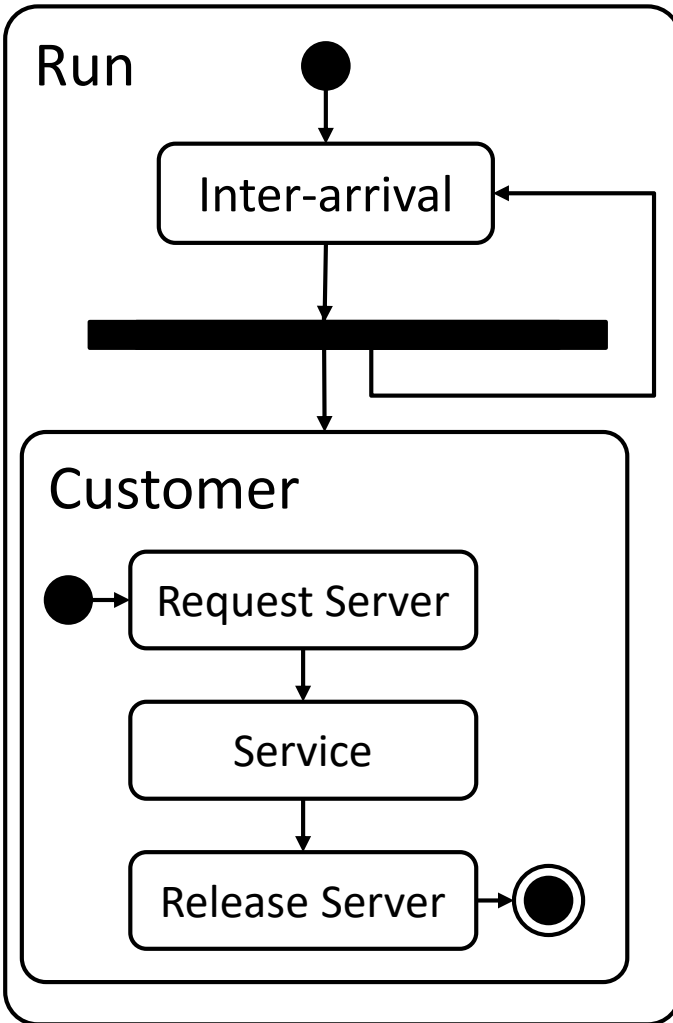 Run
Inter-arrival
Customer
Request Server
Service
Release Server